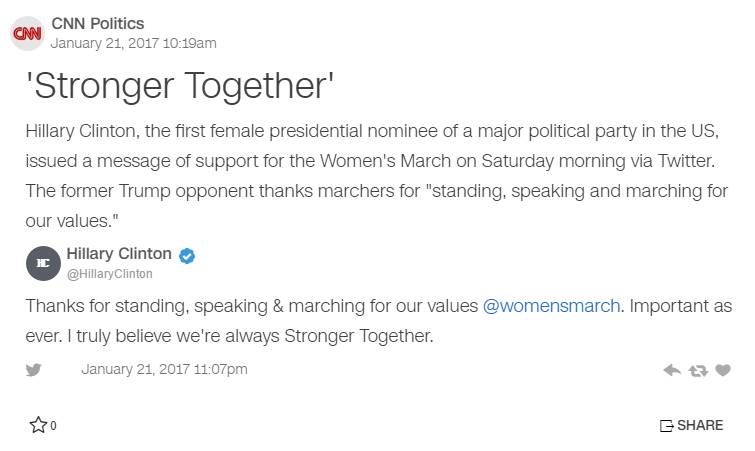 CNN
CNN Politics
January 21, 2017 10:19am
'Stronger Together'
Hillary Clinton, the first female presidential nominee of a major political party in the US,
issued a message of support for the Women's March on Saturday morning via Twitter.
The former Trump opponent thanks marchers for "standing, speaking and marching for
our values."
HC
Hillary Clinton
@HillaryClinton
Thanks for standing, speaking & marching for our values @womensmarch. Important as
ever. I truly believe we're always Stronger Together.
January 21, 2017 11:07pm
0
SHARE